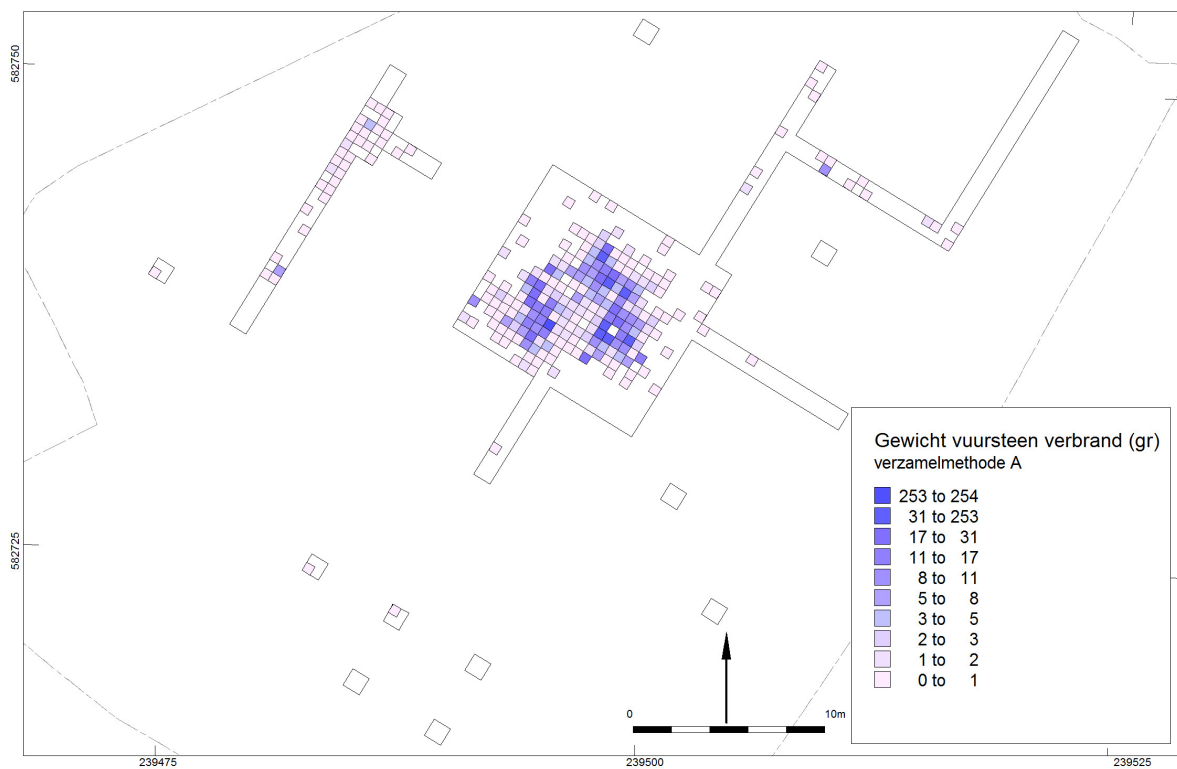 582750
582725
Gewicht vuursteen verbrand (gr)
verzamelmethode A
253 to 254
31 to 253
17 to 31
11 to 17
8 to 11
5 to 8
3 to 5
2 to 3
1 to 2
0 to 1
0 10m
239475 239500 239525